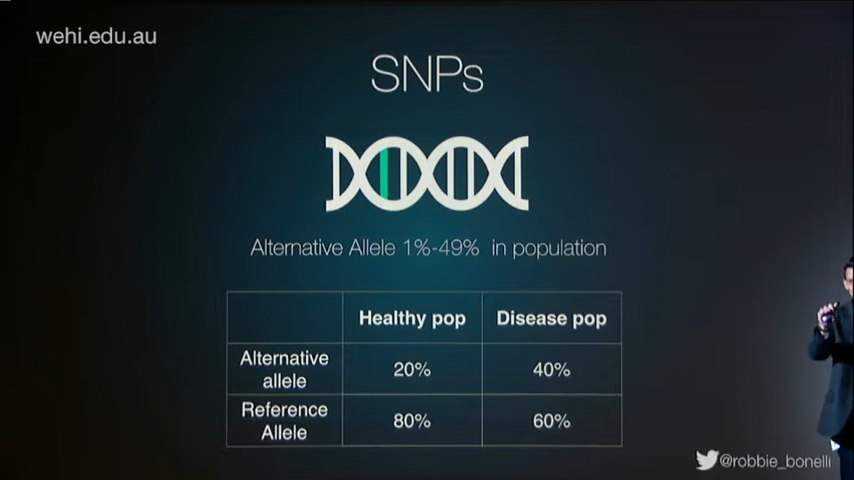 wehi.edu.au
SNPs
Alternative Allele 1%-49% in population
Healthy pop Disease pop
Alternative
allele
20% 40%
Reference
Allele
80% 60%
@robbie_bonelli